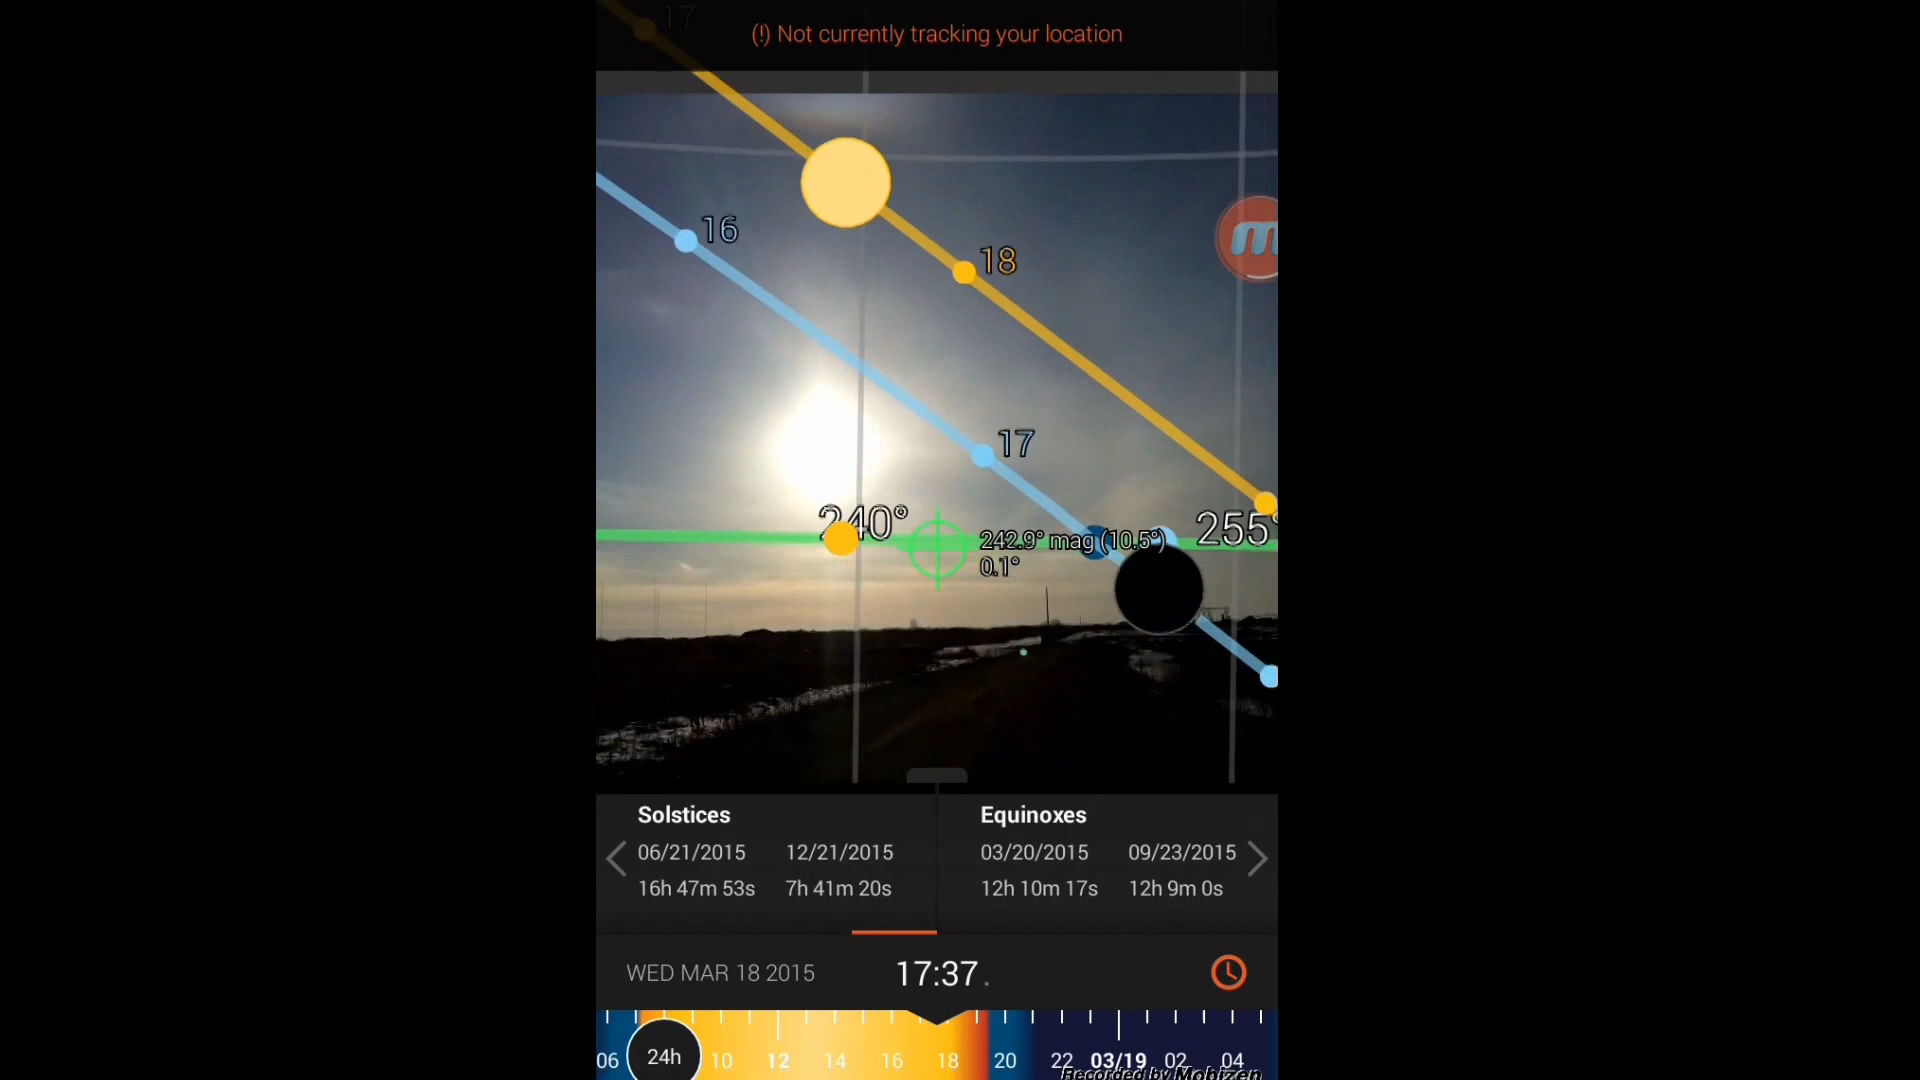 17
(!) Not currently tracking your location
16
18
m
17
240°
255°
242.9° mag (10.5°)
0.1°
Solstices
Equinoxes
06/21/2015 12/21/2015
03/20/2015 09/23/2015
16h 47m 53s 7h 41m 20s
12h 10m 17s 12h 9m 0s
WED MAR 18 2015
17:37 .
06 24h 10 12 14 16 18 20 22 03/19 02 04
Recorded by Mobizen